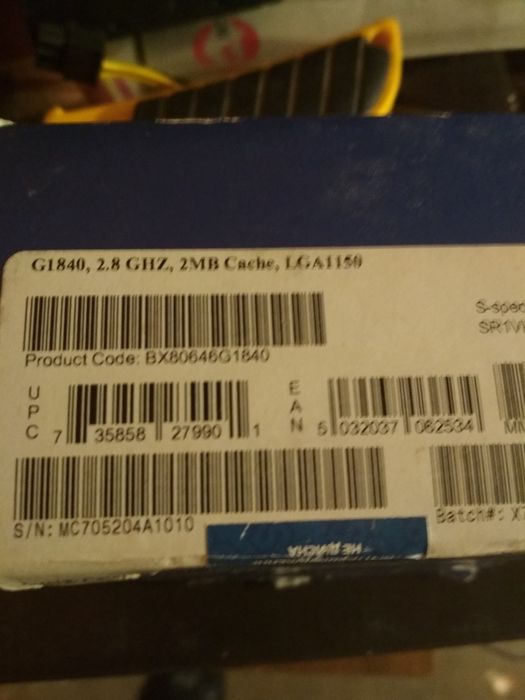 G1840, 2.8 GHZ, 2MB Cache, LGA1150
S-spec
Product Code: BX80646G1840
UPC
7 35858 27990 1
EAN
5 032037 062534
S/N: MC705204A1010
Batch#: